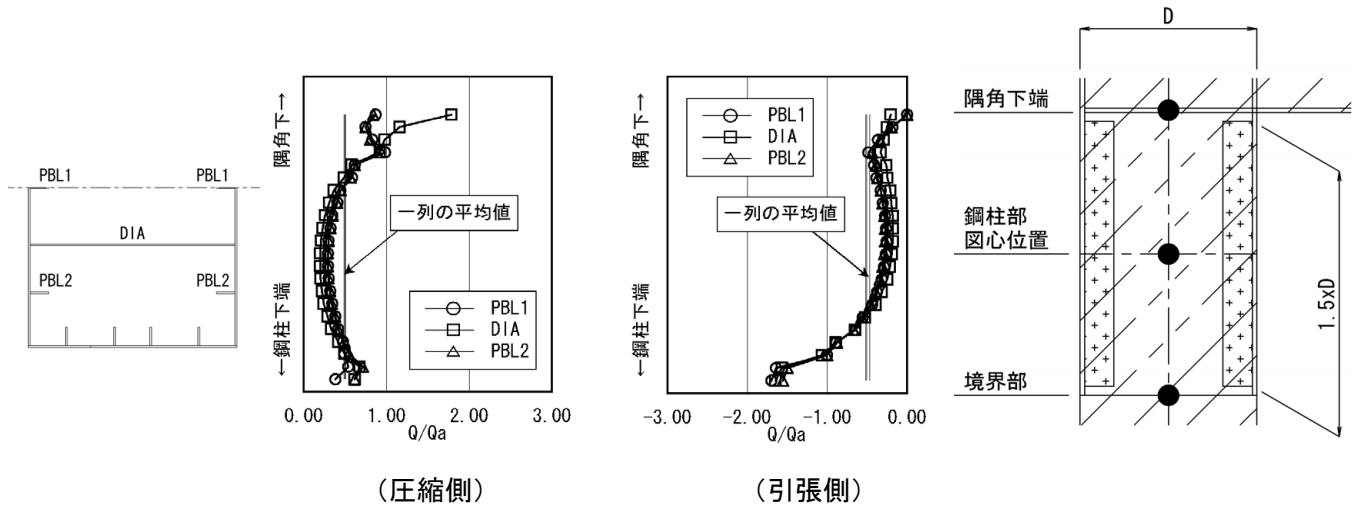 PBL1
PBL1
DIA
PBL2
PBL2
隅角下→
←鋼柱下端
一列の平均値
PBL1
DIA
PBL2
0.00
1.00
2.00
3.00
Q/Qa
(圧縮側)
隅角下→
←鋼柱下端
PBL1
DIA
PBL2
一列の平均値
-3.00
-2.00
-1.00
0.00
Q/Qa
(引張側)
D
隅角下端
鋼柱部
図心位置
境界部
1.5xD